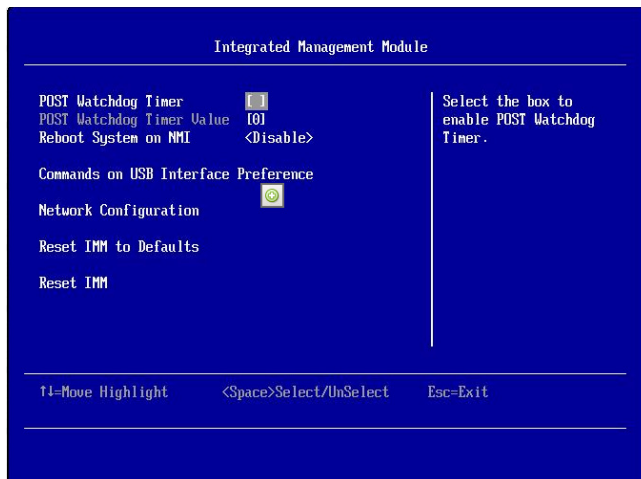 Integrated Management Module
POST Watchdog Timer [ ]
POST Watchdog Timer Value [0]
Reboot System on NMI <Disable>
Commands on USB Interface Preference
Network Configuration
Reset IMM to Defaults
Reset IMM
Select the box to
enable POST Watchdog
Timer.
↑↓=Move Highlight <Space>Select/UnSelect Esc=Exit